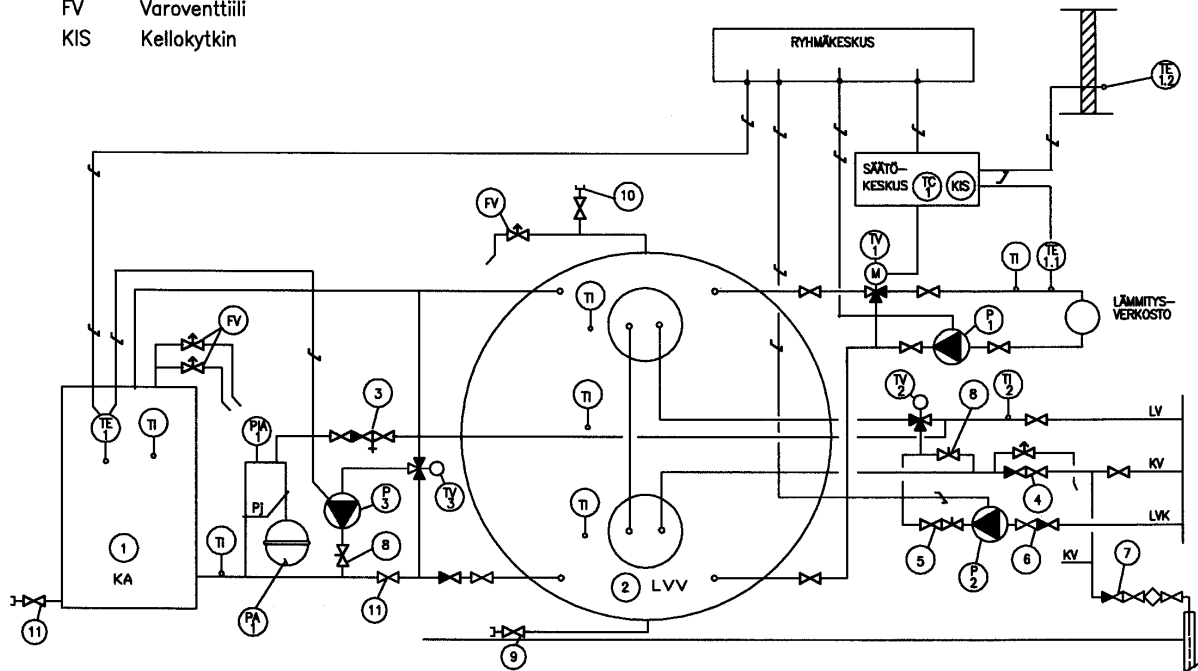 FV Varoventtiili
KIS Kellokytkin
RYHMÄKESKUS
TE 1.2
SÄÄTÖ-
KESKUS
TC 1
KIS
FV
10
TV 1
M
TI
TE 1.1
TI
P 1
LÄMMITYS-
VERKOSTO
FV
TE 1
TI
PIA 1
3
TI
TV 2
8
TI 2
LV
KV
4
Pj
P 3
TV 3
8
TI
5
P 2
6
LVK
KV
7
1
KA
TI
PA 1
11
2 LVV
11
9